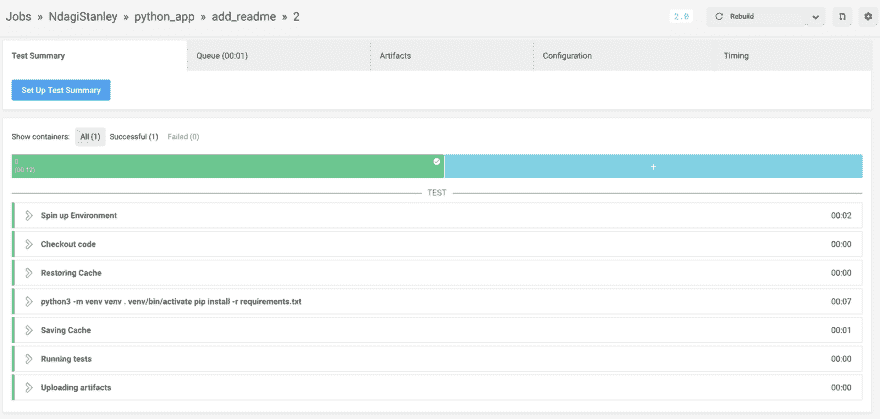 Jobs » NdagiStanley » python_app » add_readme » 2
2.0
Rebuild
Test Summary
Queue (00:01)
Artifacts
Configuration
Timing
Set Up Test Summary
Show containers: All (1) Successful (1) Failed (0)
0
(00:12)
+
TEST
Spin up Environment 00:02
Checkout code 00:00
Restoring Cache 00:00
python3 -m venv venv . venv/bin/activate pip install -r requirements.txt 00:07
Saving Cache 00:01
Running tests 00:00
Uploading artifacts 00:00